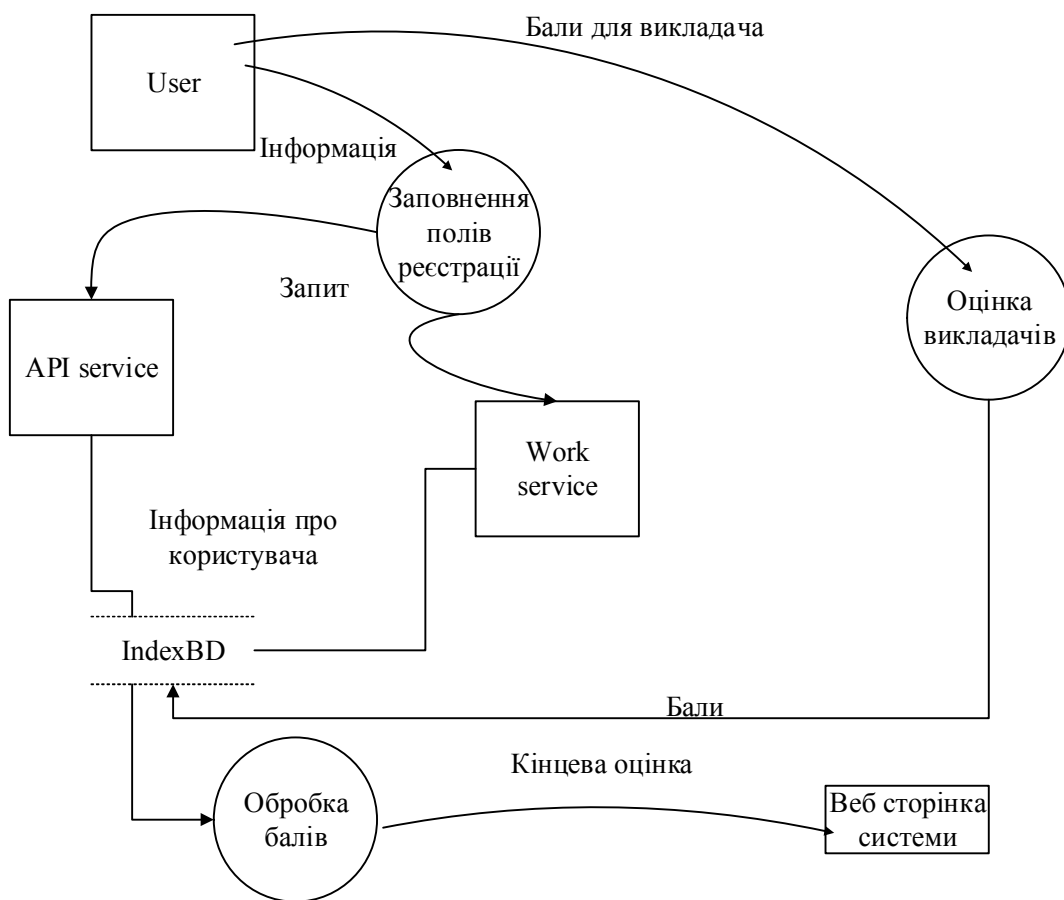 Бали для викладача
User
Інформація
Заповнення
полів
реєстрації
Запит
Оцінка
викладачів
API service
Work
service
Інформація про
користувача
IndexBD
Бали
Кінцева оцінка
Обробка
балів
Веб сторінка
системи